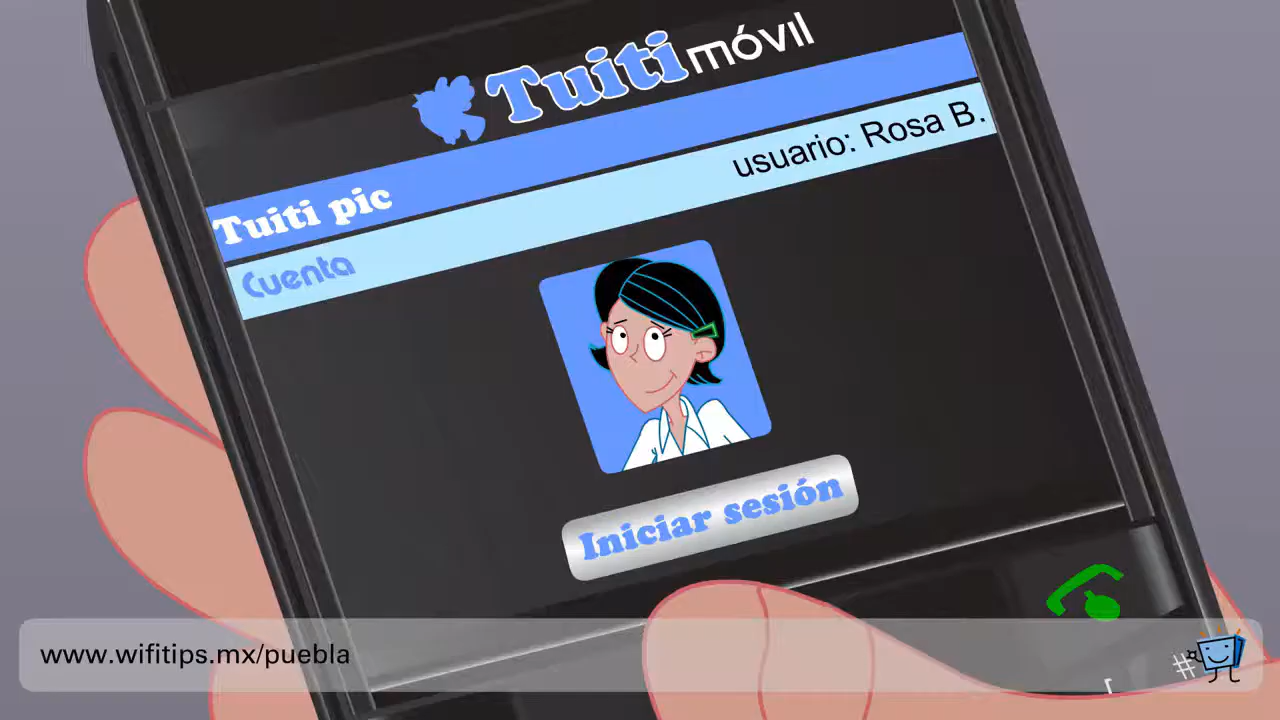 Tuiti móvil
Tuiti pic
usuario: Rosa B.
Cuenta
Iniciar sesión
www.wifitips.mx/puebla
#